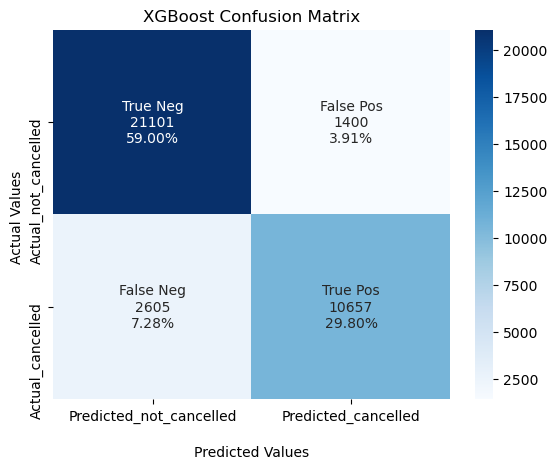 XGBoost Confusion Matrix
Actual Values
Actual_not_cancelled
Actual_cancelled
True Neg
21101
59.00%
False Pos
1400
3.91%
False Neg
2605
7.28%
True Pos
10657
29.80%
Predicted_not_cancelled
Predicted_cancelled
Predicted Values
20000
17500
15000
12500
10000
7500
5000
2500